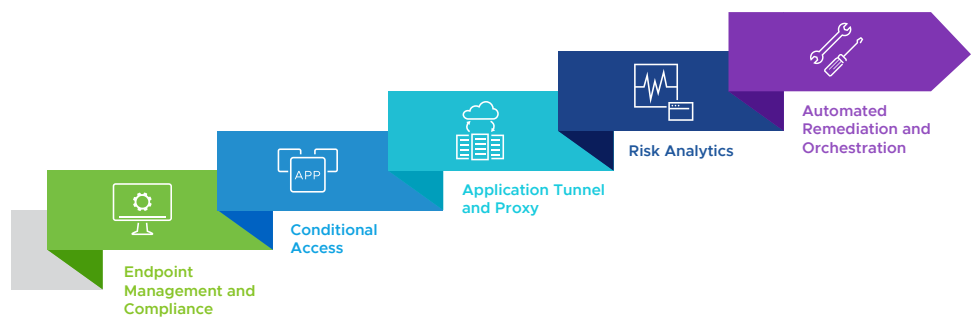 APP
Endpoint
Management and
Compliance
Conditional
Access
Application Tunnel
and Proxy
Risk Analytics
Automated
Remediation and
Orchestration